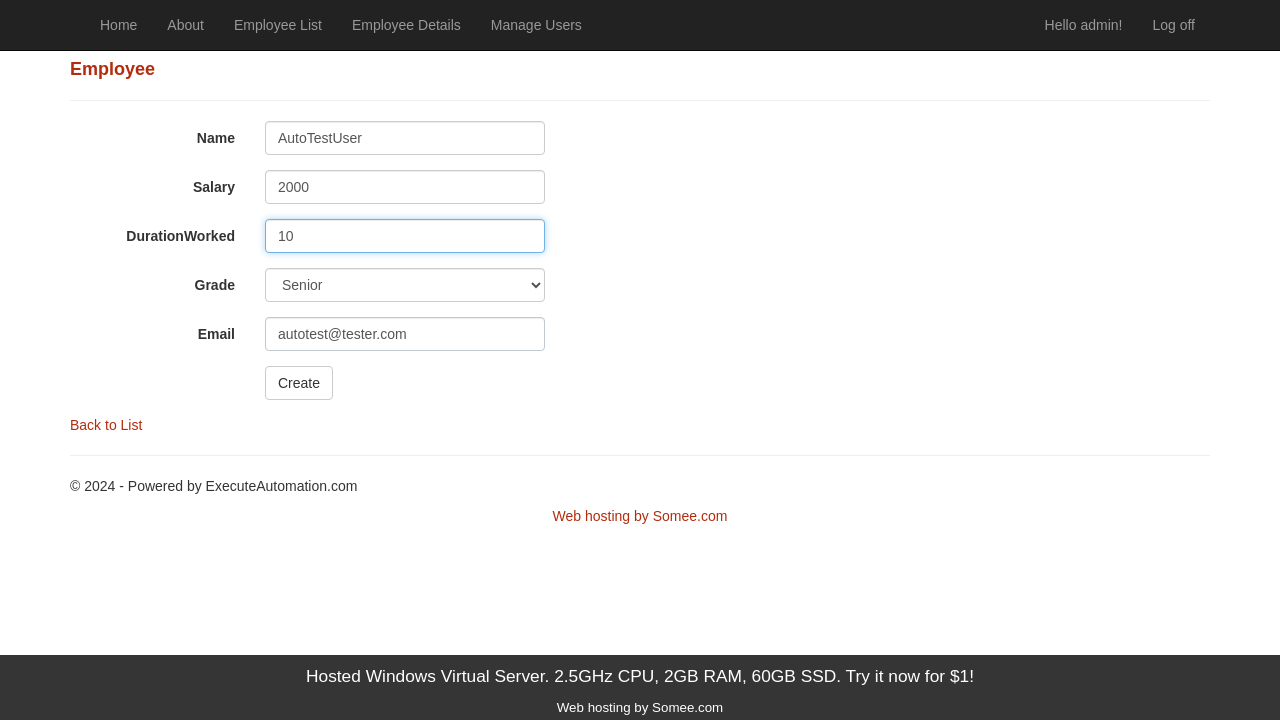 Home About Employee List Employee Details Manage Users Hello admin! Log off
Employee
Name AutoTestUser
Salary 2000
DurationWorked 10
Grade Senior
Email autotest@tester.com
Create
Back to List
© 2024 - Powered by ExecuteAutomation.com
Web hosting by Somee.com
Hosted Windows Virtual Server. 2.5GHz CPU, 2GB RAM, 60GB SSD. Try it now for $1!
Web hosting by Somee.com